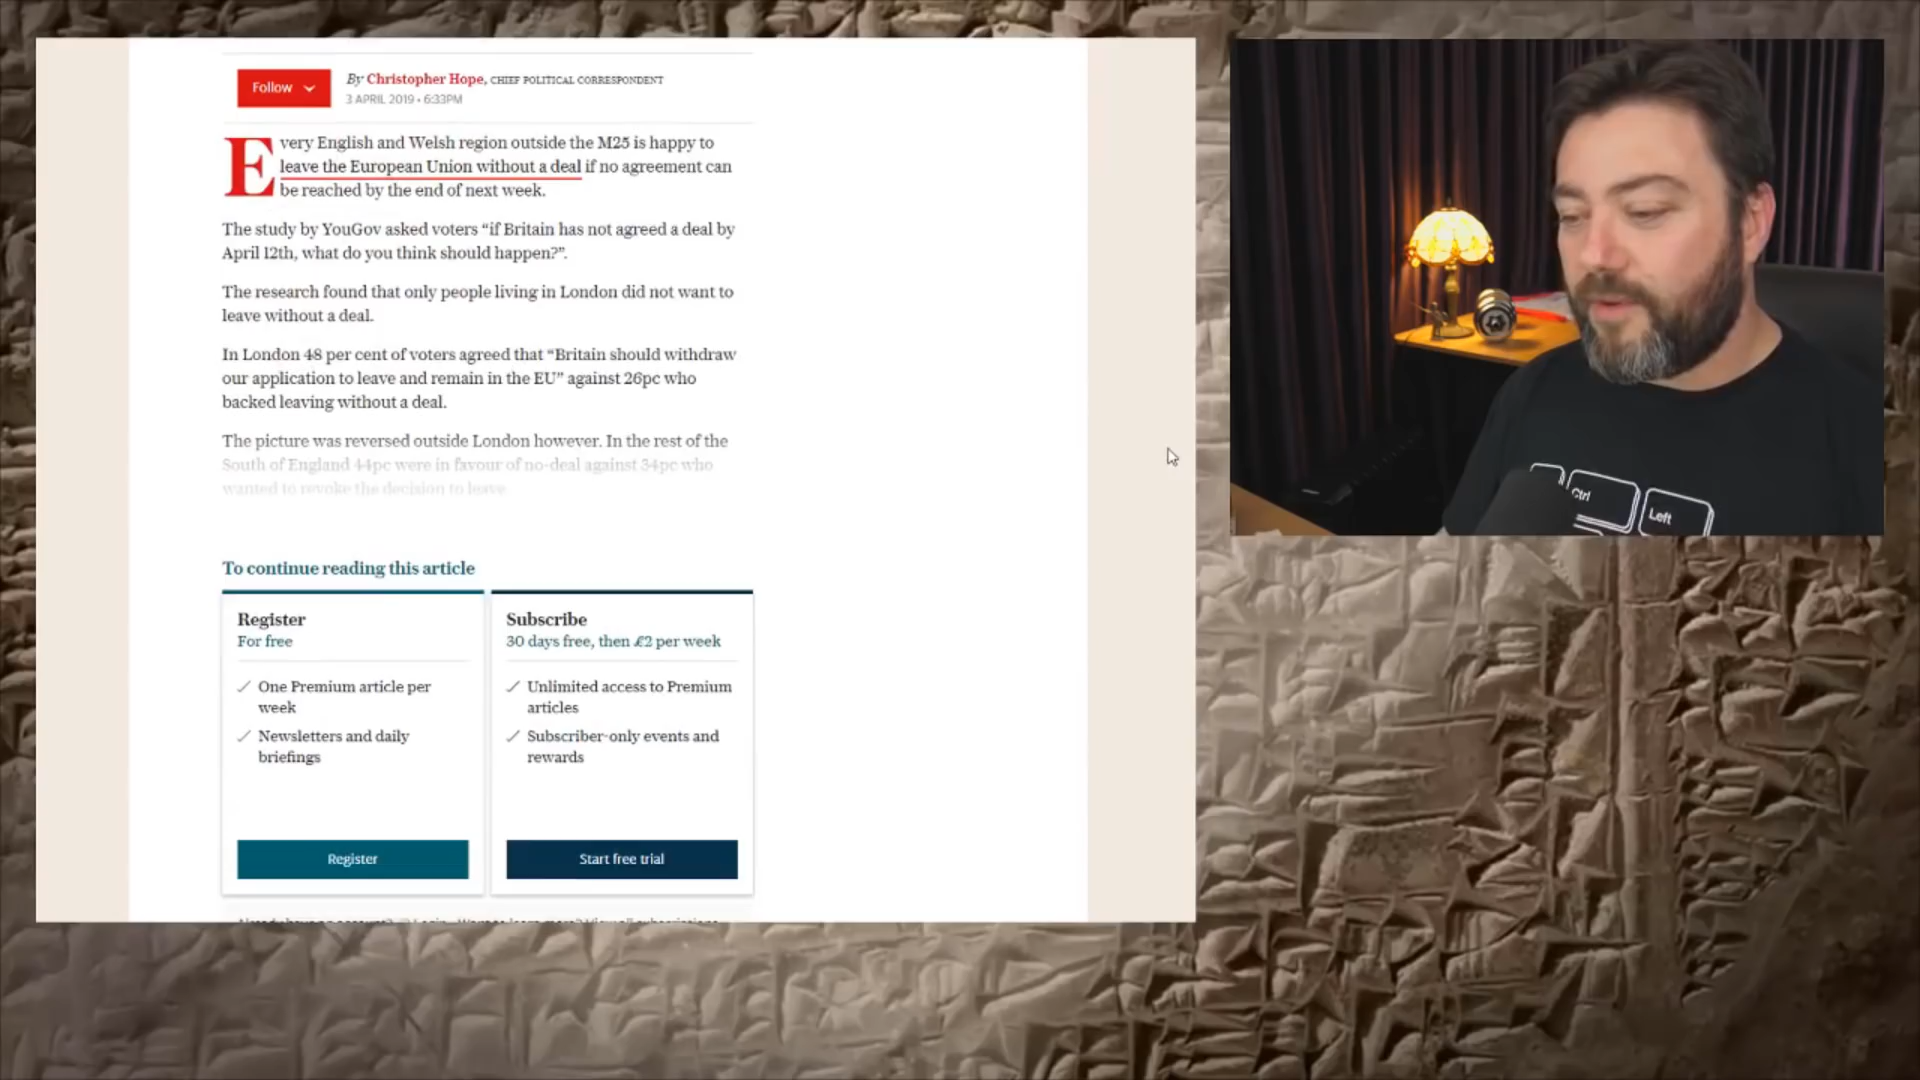 Follow
By Christopher Hope, CHIEF POLITICAL CORRESPONDENT
3 APRIL 2019 • 6:33PM
Every English and Welsh region outside the M25 is happy to
leave the European Union without a deal if no agreement can
be reached by the end of next week.
The study by YouGov asked voters “if Britain has not agreed a deal by
April 12th, what do you think should happen?”.
The research found that only people living in London did not want to
leave without a deal.
In London 48 per cent of voters agreed that “Britain should withdraw
our application to leave and remain in the EU” against 26pc who
backed leaving without a deal.
The picture was reversed outside London however. In the rest of the
South of England 44pc were in favour of no-deal against 34pc who
wanted to revoke the decision to leave.
To continue reading this article
Register
For free
One Premium article per
week
Newsletters and daily
briefings
Register
Subscribe
30 days free, then £2 per week
Unlimited access to Premium
articles
Subscriber-only events and
rewards
Start free trial
Ctrl
Left